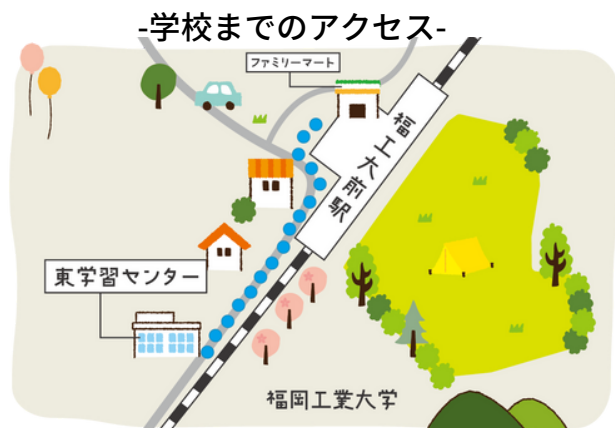 -学校までのアクセス-
ファミリーマート
福工大前駅
東学習センター
福岡工業大学